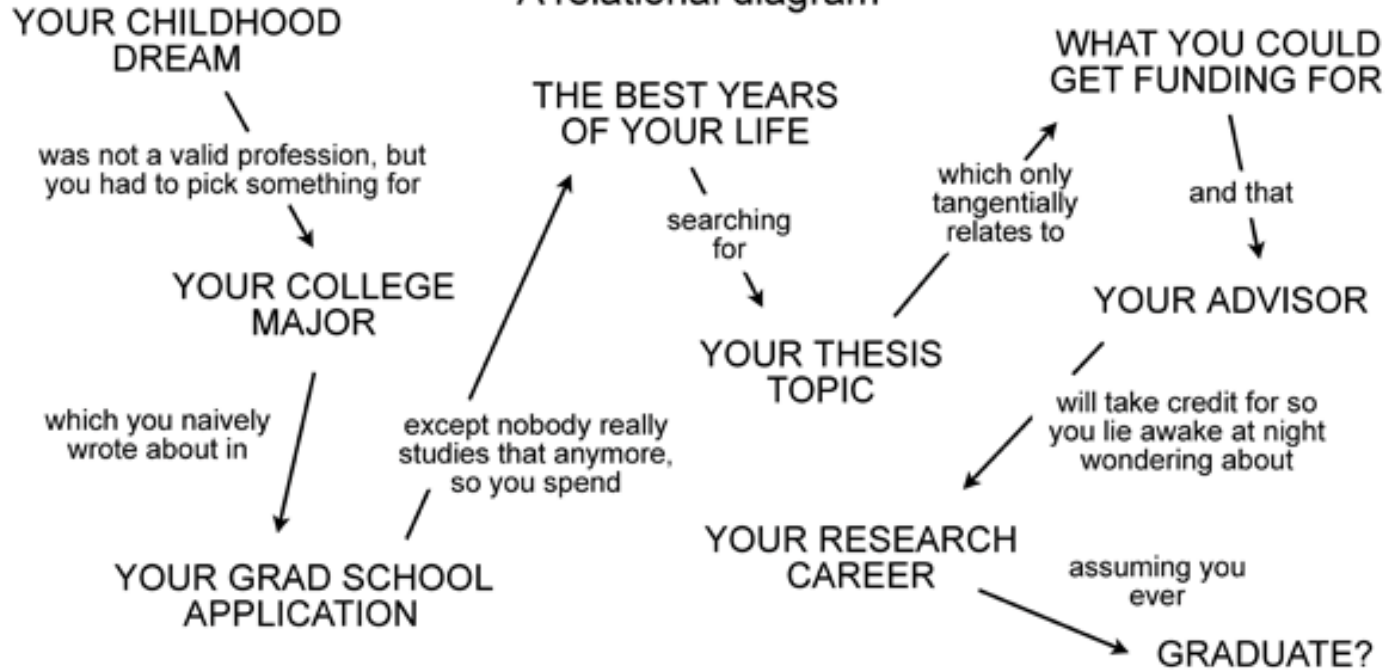 A relational diagram
YOUR CHILDHOOD
DREAM
was not a valid profession, but
you had to pick something for
YOUR COLLEGE
MAJOR
which you naively
wrote about in
YOUR GRAD SCHOOL
APPLICATION
except nobody really
studies that anymore,
so you spend
THE BEST YEARS
OF YOUR LIFE
searching
for
YOUR THESIS
TOPIC
which only
tangentially
relates to
WHAT YOU COULD
GET FUNDING FOR
and that
YOUR ADVISOR
will take credit for so
you lie awake at night
wondering about
YOUR RESEARCH
CAREER
assuming you
ever
GRADUATE?